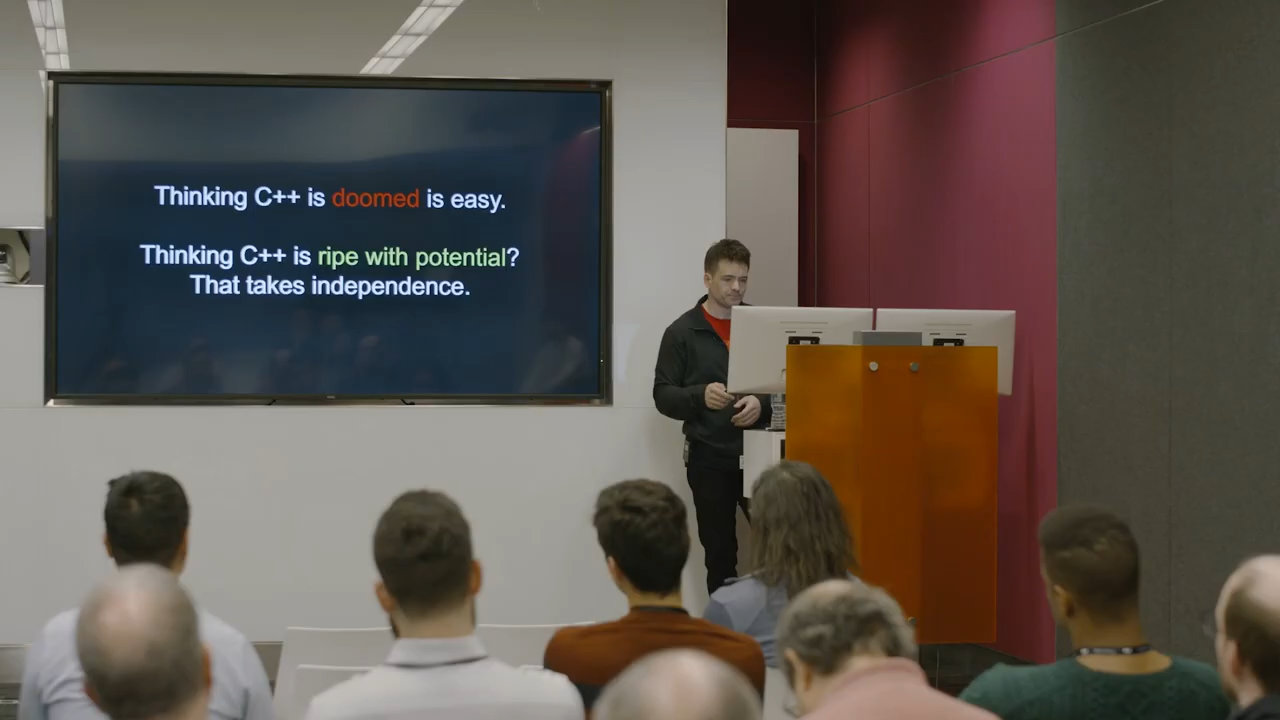 Thinking C++ is doomed is easy.
Thinking C++ is ripe with potential?
That takes independence.